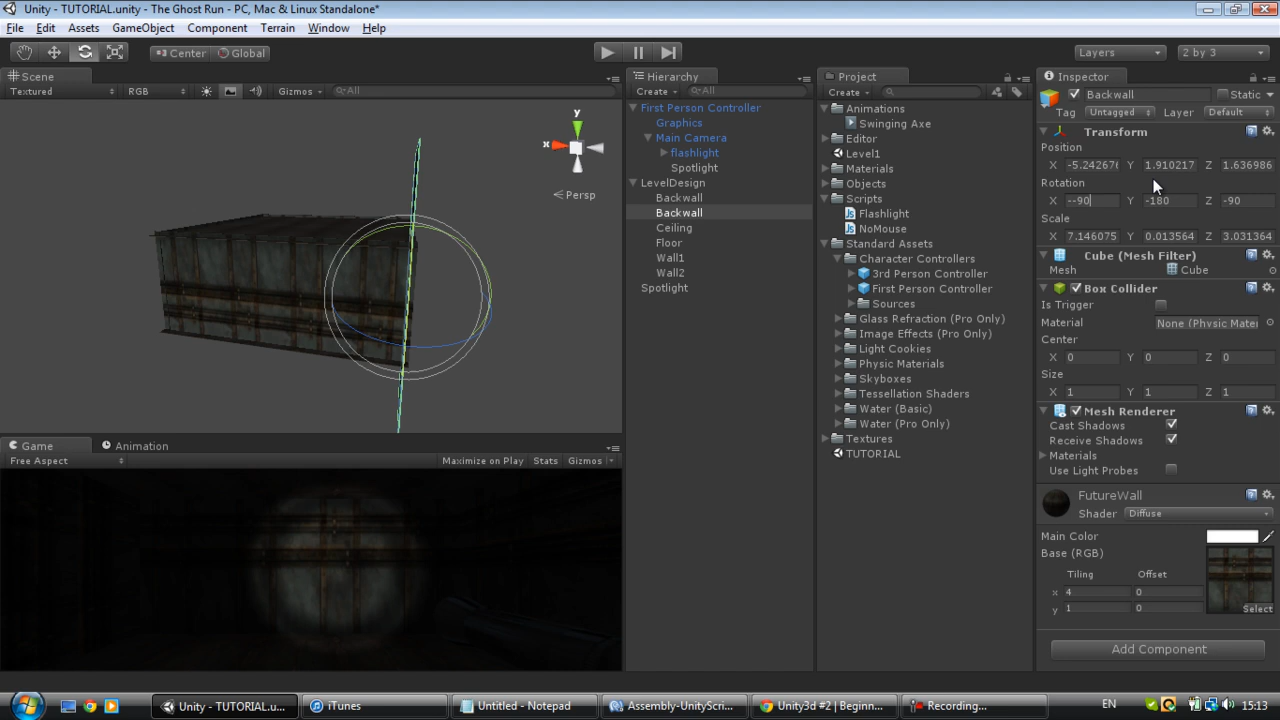 Unity - TUTORIAL.unity - The Ghost Run - PC, Mac & Linux Standalone*
File Edit Assets GameObject Component Terrain Window Help
Center Global Layers 2 by 3
Scene
Textured RGB Gizmos All
y
x
Persp
Game Animation
Free Aspect Maximize on Play Stats Gizmos
Hierarchy
Create All
First Person Controller
Graphics
Main Camera
flashlight
Spotlight
LevelDesign
Backwall
Backwall
Ceiling
Floor
Wall1
Wall2
Spotlight
Project
Create
Animations
Swinging Axe
Editor
Level1
Materials
Objects
Scripts
Flashlight
NoMouse
Standard Assets
Character Controllers
3rd Person Controller
First Person Controller
Sources
Glass Refraction (Pro Only)
Image Effects (Pro Only)
Light Cookies
Physic Materials
Skyboxes
Tessellation Shaders
Water (Basic)
Water (Pro Only)
Textures
TUTORIAL
Inspector
Backwall Static
Tag Untagged Layer Default
Transform
Position
X -5.242676 Y 1.910217 Z 1.636986
Rotation
X --90 Y -180 Z -90
Scale
X 7.146075 Y 0.013564 Z 3.031364
Cube (Mesh Filter)
Mesh Cube
Box Collider
Is Trigger
Material None (Physic Mater
Center
X 0 Y 0 Z 0
Size
X 1 Y 1 Z 1
Mesh Renderer
Cast Shadows
Receive Shadows
Materials
Use Light Probes
FutureWall
Shader Diffuse
Main Color
Base (RGB)
Tiling Offset
x 4 0
y 1 0
Select
Add Component
Unity - TUTORIAL.u... iTunes Untitled - Notepad Assembly-UnityScri... Unity3d #2 | Beginn... Recording... EN 15:13